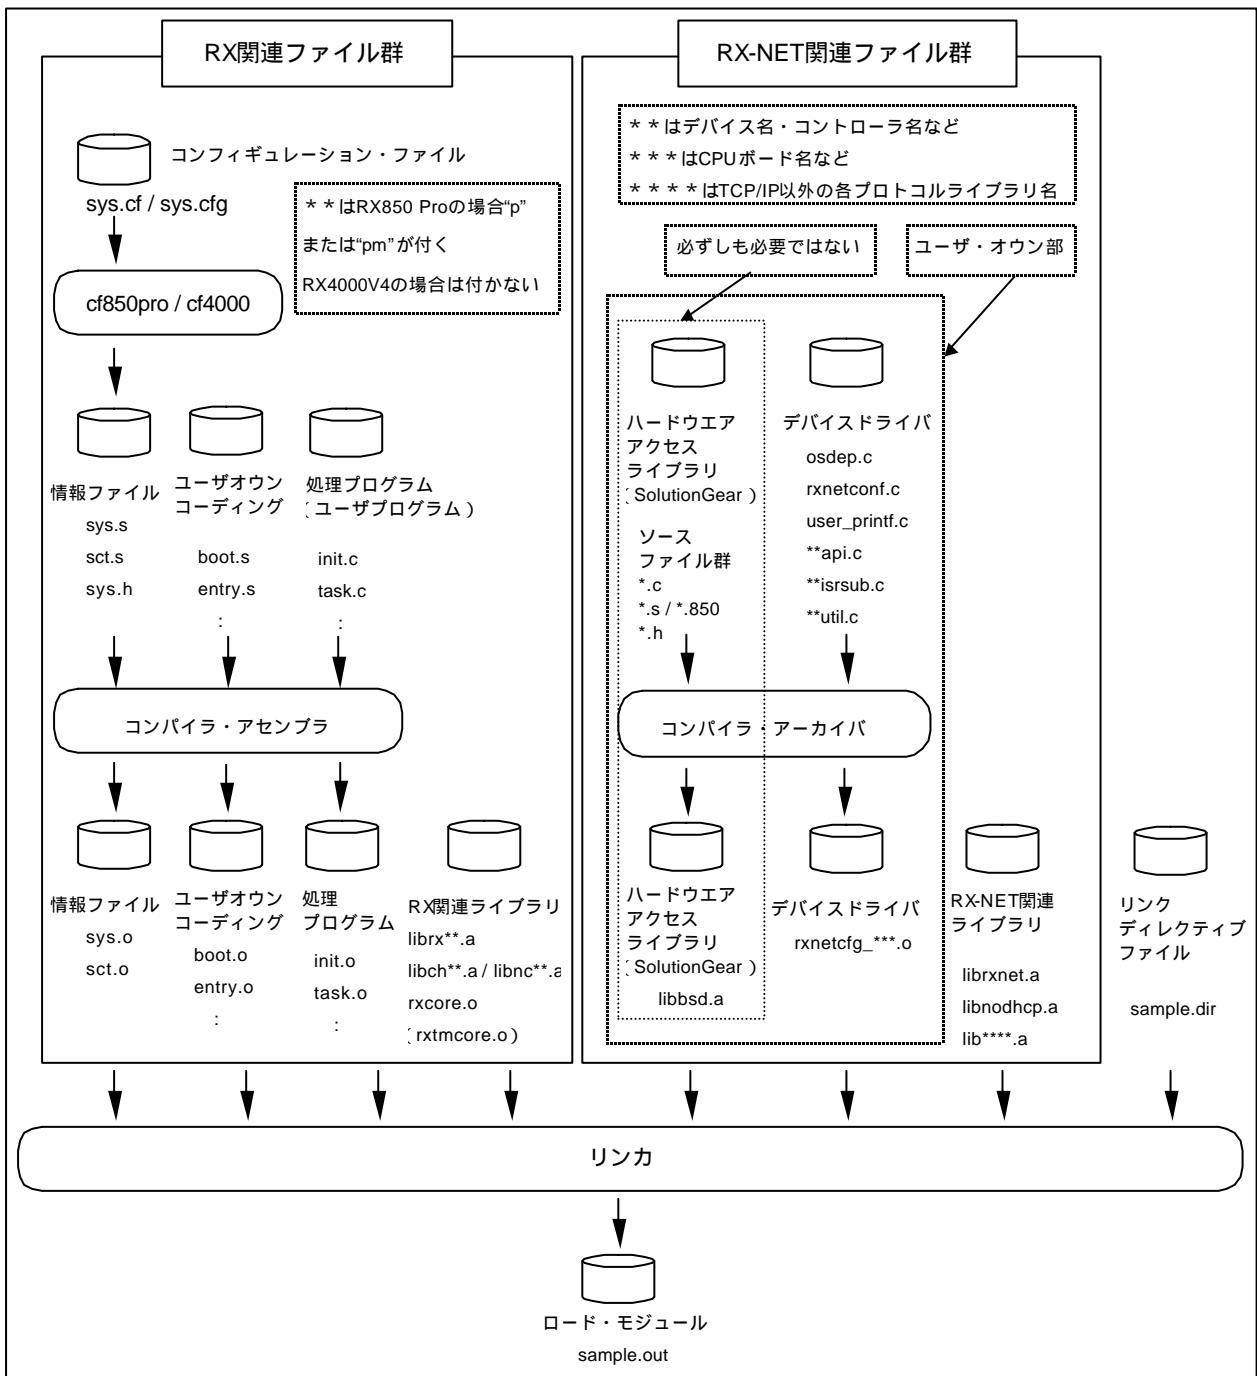 RX関連ファイル群
コンフィギュレーション・ファイル
sys.cf / sys.cfg
**はRX850 Proの場合“p”
または“pm”が付く
RX4000V4の場合は付かない
cf850pro / cf4000
情報ファイル
sys.s
sct.s
sys.h
ユーザオウン
コーディング
boot.s
entry.s
:
処理プログラム
(ユーザプログラム)
init.c
task.c
:
コンパイラ・アセンブラ
情報ファイル
sys.o
sct.o
ユーザオウン
コーディング
boot.o
entry.o
:
処理
プログラム
init.o
task.o
:
RX関連ライブラリ
librx**.a
libch**.a / libnc**.a
rxcore.o
(rxtmcore.o)
RX-NET関連ファイル群
**はデバイス名・コントローラ名など
***はCPUボード名など
****はTCP/IP以外の各プロトコルライブラリ名
必ずしも必要ではない
ユーザ・オウン部
ハードウエア
アクセス
ライブラリ
(SolutionGear)
ソース
ファイル群
*.c
*.s / *.850
*.h
デバイスドライバ
osdep.c
rxnetconf.c
user_printf.c
**api.c
**isrsub.c
**util.c
コンパイラ・アーカイバ
ハードウエア
アクセス
ライブラリ
(SolutionGear)
libbsd.a
デバイスドライバ
rxnetcfg_***.o
RX-NET関連
ライブラリ
librxnet.a
libnodhcp.a
lib****.a
リンク
ディレクティブ
ファイル
sample.dir
リンカ
ロード・モジュール
sample.out